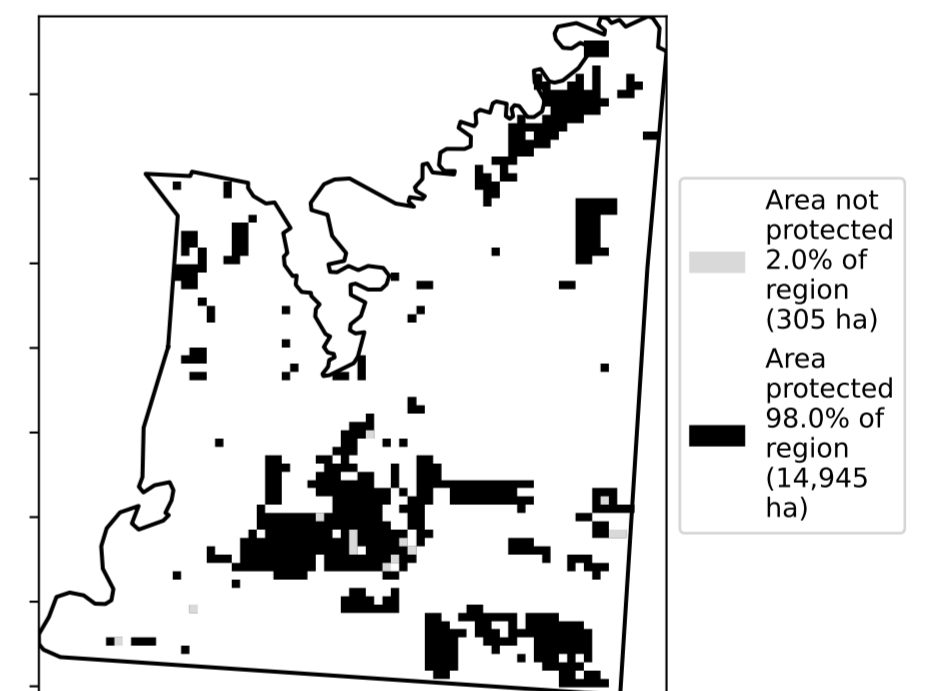 Area not
protected
2.0% of
region
(305 ha)
Area
protected
98.0% of
region
(14,945
ha)